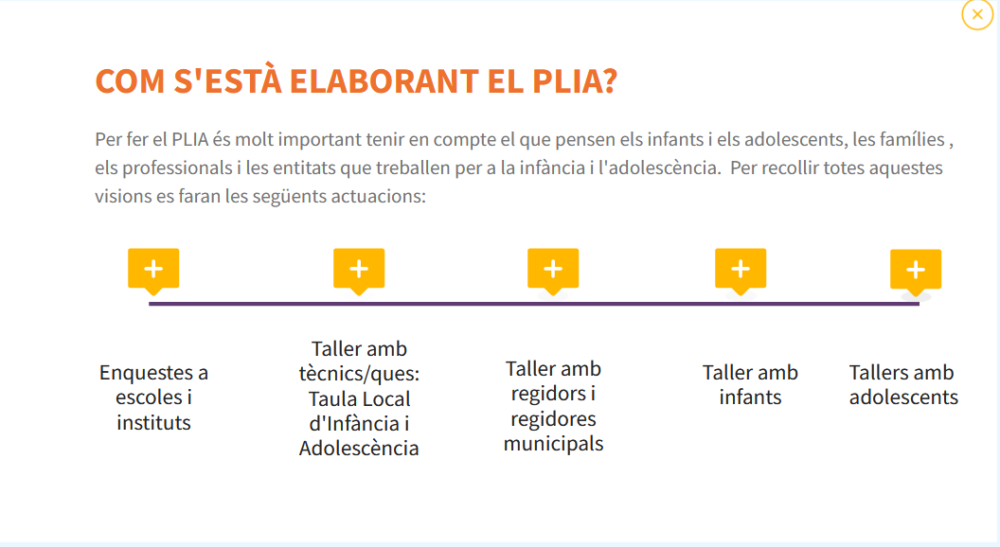 COM S'ESTÀ ELABORANT EL PLIA?
Per fer el PLIA és molt important tenir en compte el que pensen els infants i els adolescents, les famílies ,
els professionals i les entitats que treballen per a la infància i l'adolescència.  Per recollir totes aquestes
visions es faran les següents actuacions:
Enquestes a
escoles i
instituts
Taller amb
tècnics/ques:
Taula Local
d'Infància i
Adolescència
Taller amb
regidors i
regidores
municipals
Taller amb
infants
Tallers amb
adolescents